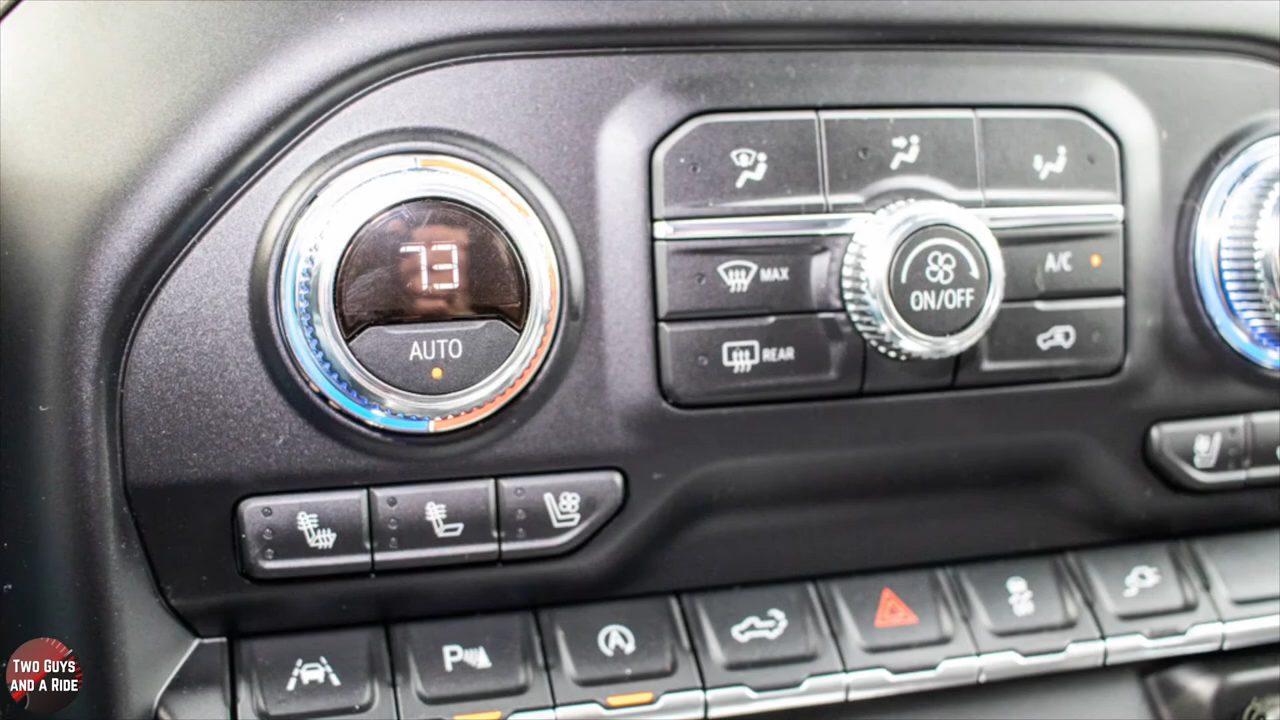 73
AUTO
MAX
REAR
ON/OFF
A/C
P
A
TWO GUYS
AND A RIDE